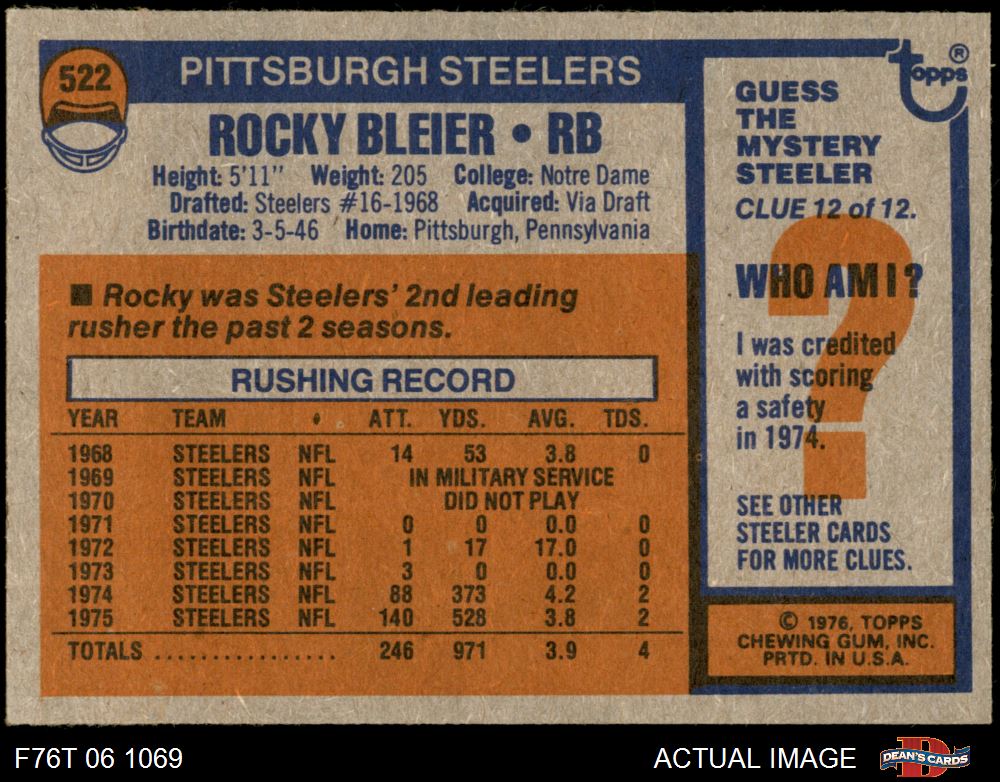 522
PITTSBURGH STEELERS
ROCKY BLEIER • RB
Height: 5'11" Weight: 205 College: Notre Dame
Drafted: Steelers #16-1968 Acquired: Via Draft
Birthdate: 3-5-46 Home: Pittsburgh, Pennsylvania
■ Rocky was Steelers' 2nd leading
rusher the past 2 seasons.
RUSHING RECORD
YEAR TEAM ♦ ATT. YDS. AVG. TDS.
1968 STEELERS NFL 14 53 3.8 0
1969 STEELERS NFL IN MILITARY SERVICE
1970 STEELERS NFL DID NOT PLAY
1971 STEELERS NFL 0 0 0.0 0
1972 STEELERS NFL 1 17 17.0 0
1973 STEELERS NFL 3 0 0.0 0
1974 STEELERS NFL 88 373 4.2 2
1975 STEELERS NFL 140 528 3.8 2
TOTALS ................ 246 971 3.9 4
topps ®
GUESS
THE
MYSTERY
STEELER
CLUE 12 of 12.
?
WHO AM I?
I was credited
with scoring
a safety
in 1974.
SEE OTHER
STEELER CARDS
FOR MORE CLUES.
© 1976, TOPPS
CHEWING GUM, INC.
PRTD. IN U.S.A.
F76T 06 1069
ACTUAL IMAGE
D
DEAN'S CARDS